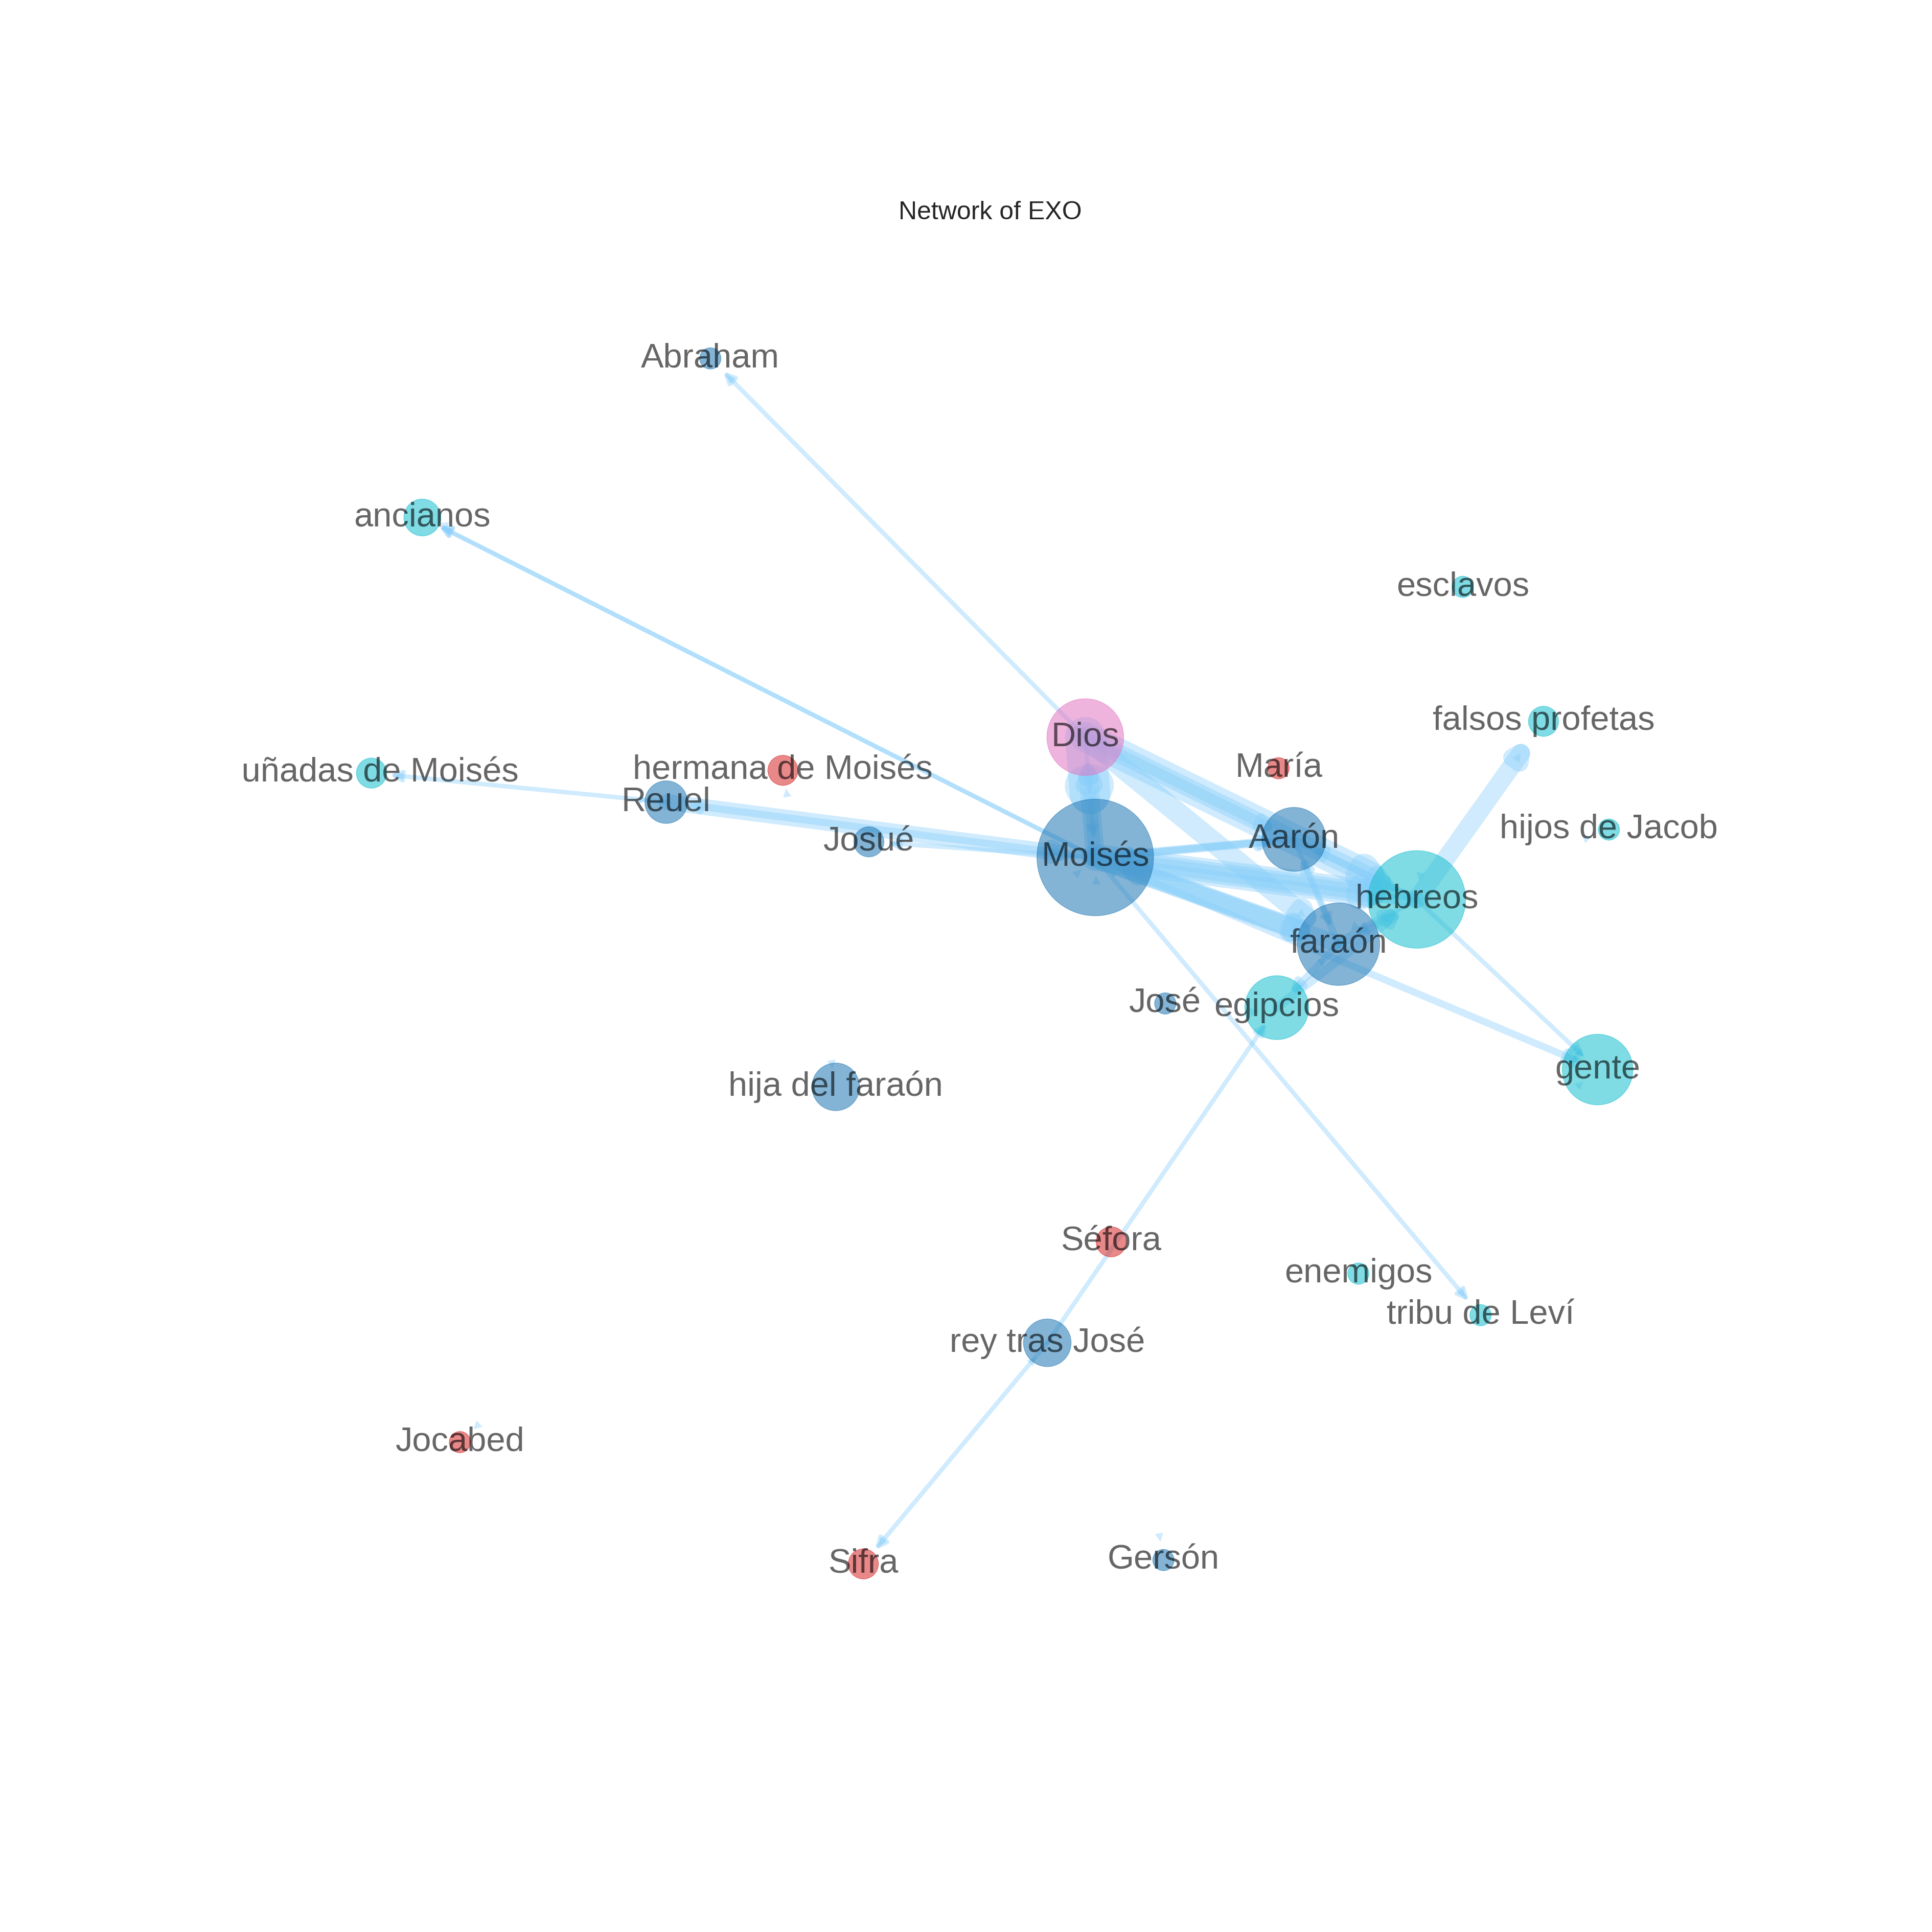 Network of EXO
Abraham
ancianos
esclavos
falsos profetas
Dios
María
hermana de Moisés
uñadas de Moisés
Reuel
hijos de Jacob
Josué
Aarón
Moisés
hebreos
faraón
José
egipcios
gente
hija del faraón
Séfora
enemigos
tribu de Leví
rey tras José
Jocabed
Gersón
Sifra